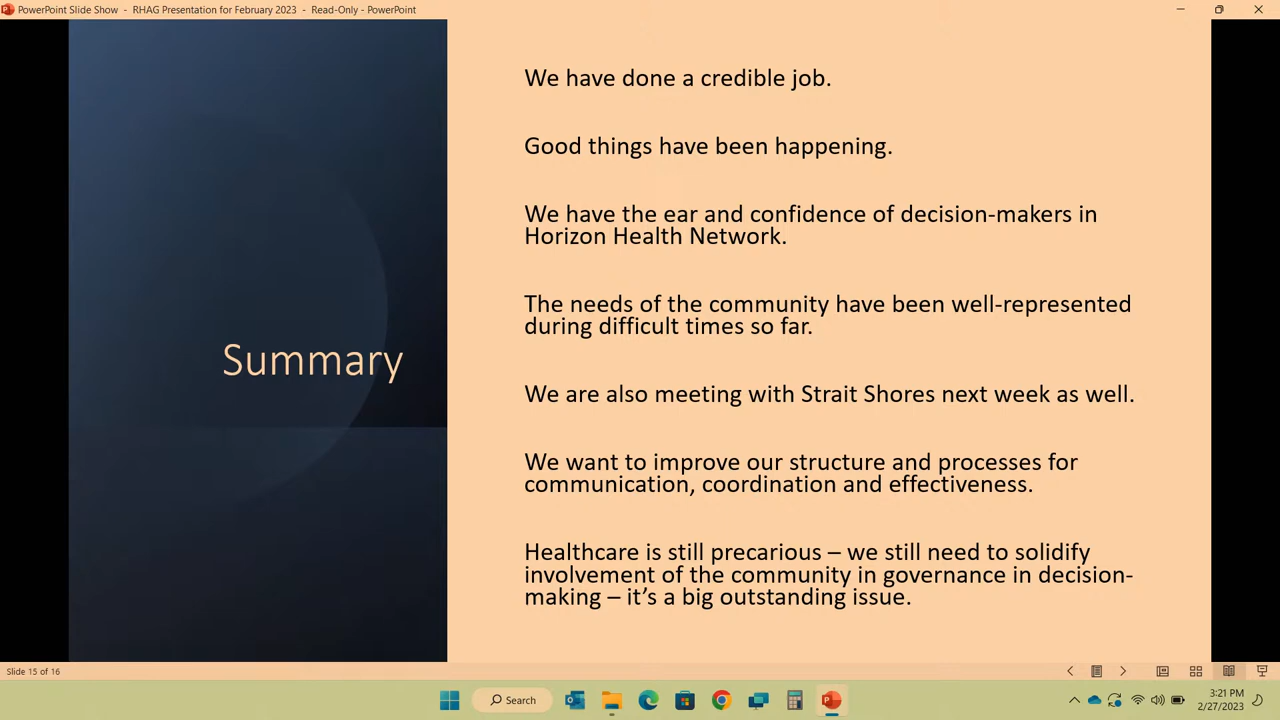 PowerPoint Slide Show - RHAG Presentation for February 2023 - Read-Only - PowerPoint
We have done a credible job.
Good things have been happening.
We have the ear and confidence of decision-makers in
Horizon Health Network.
The needs of the community have been well-represented
during difficult times so far.
Summary
We are also meeting with Strait Shores next week as well.
We want to improve our structure and processes for
communication, coordination and effectiveness.
Healthcare is still precarious – we still need to solidify
involvement of the community in governance in decision-
making – it’s a big outstanding issue.
Slide 15 of 16
Search
3:21 PM
2/27/2023